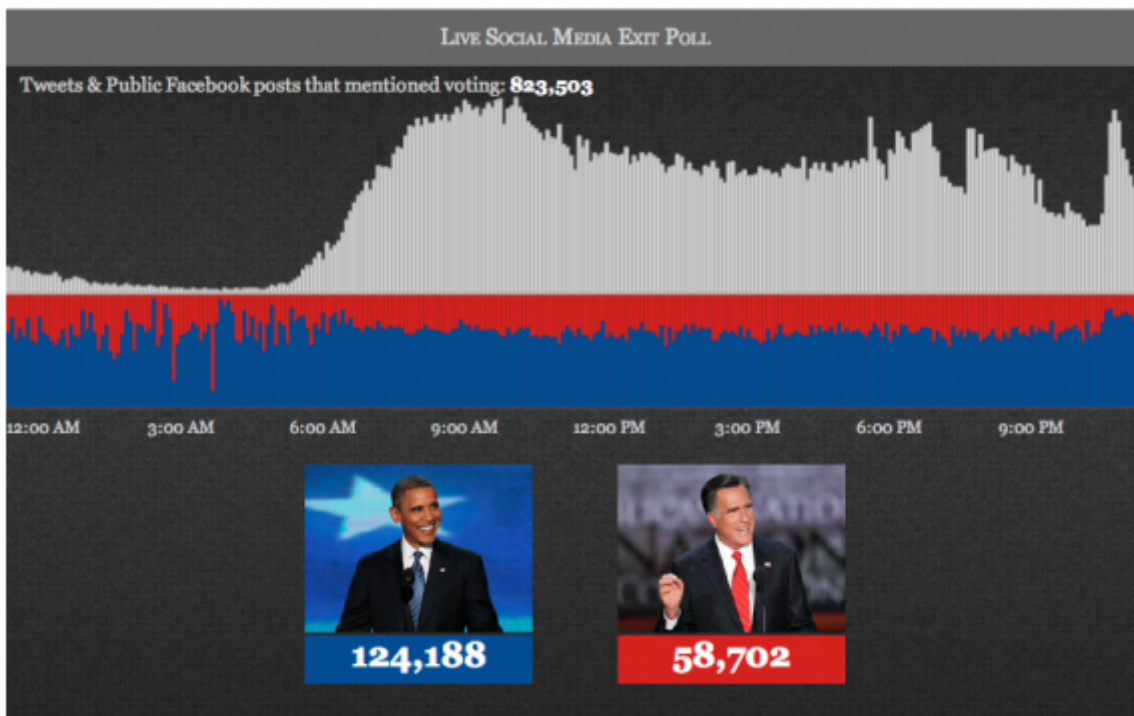 LIVE SOCIAL MEDIA EXIT POLL
Tweets & Public Facebook posts that mentioned voting: 823,503
12:00 AM 3:00 AM 6:00 AM 9:00 AM 12:00 PM 3:00 PM 6:00 PM 9:00 PM
124,188 58,702